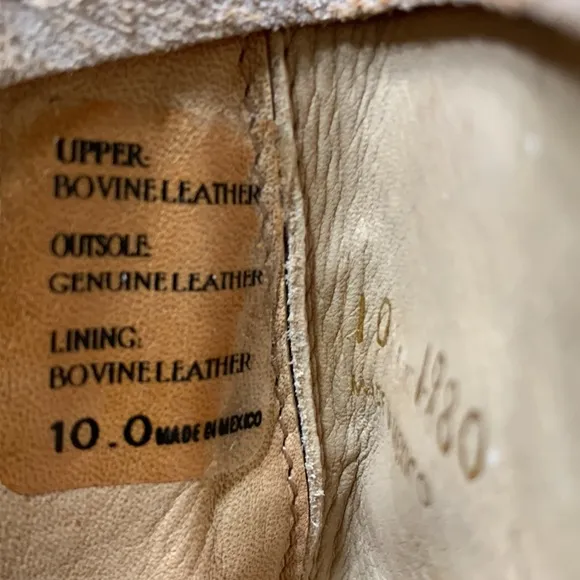 UPPER:
BOVINE LEATHER
OUTSOLE
GENUINE LEATHER
LINING:
BOVINE LEATHER
10.0 MADE IN MEXICO
10
1980